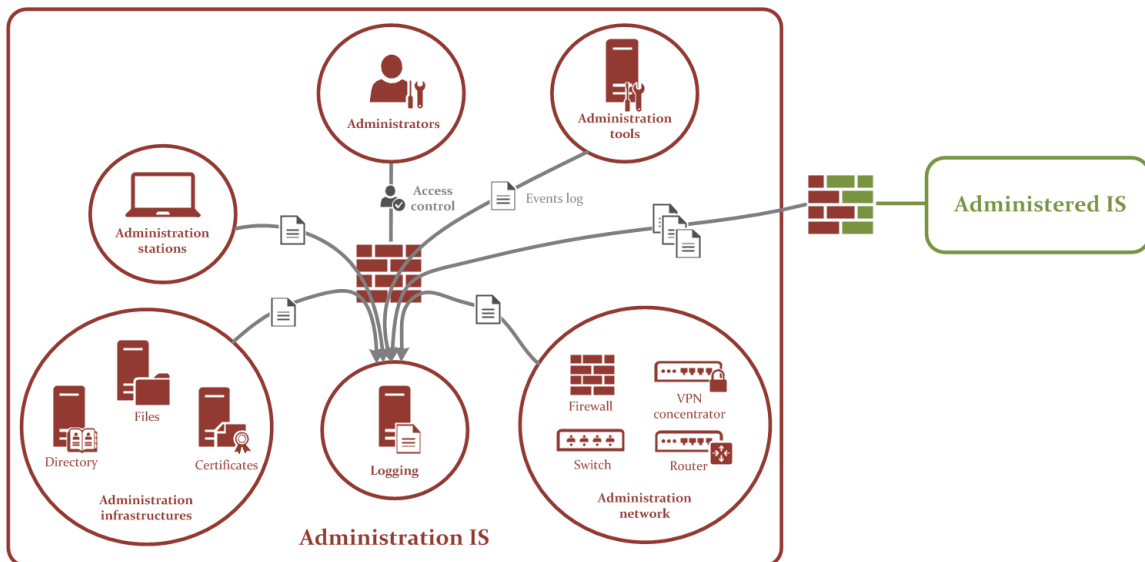 Administrators
Administration
tools
Access
control
Events log
Administration
stations
Administered IS
Files
Directory
Certificates
Administration
infrastructures
Logging
Firewall
VPN
concentrator
Switch
Router
Administration
network
Administration IS